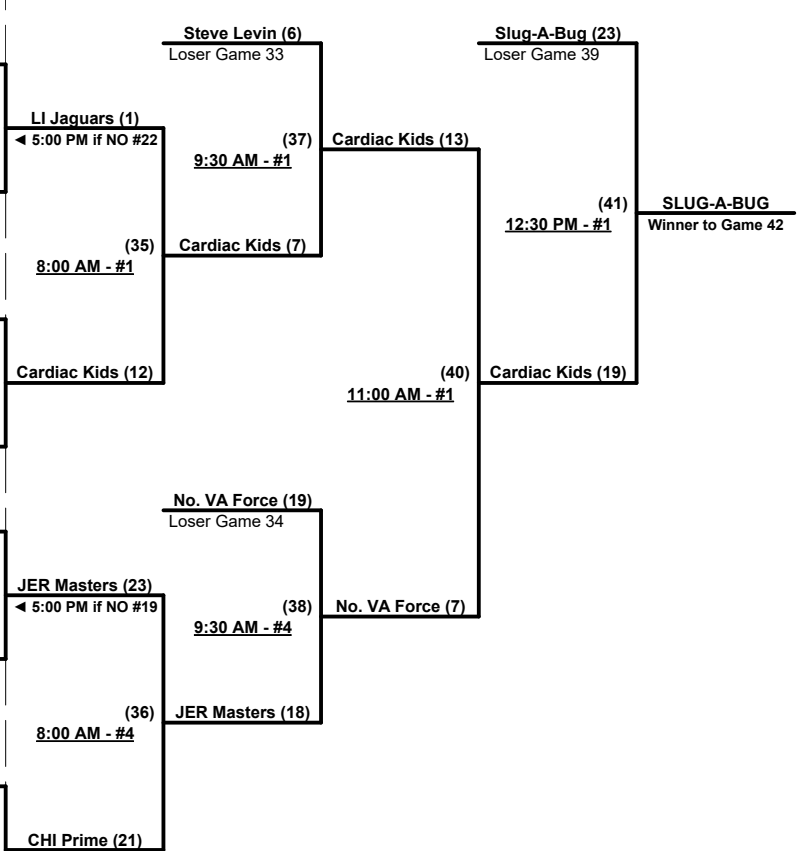 Steve Levin (6)
Loser Game 33
Slug-A-Bug (23)
Loser Game 39
LI Jaguars (1)
◄ 5:00 PM if NO #22
(37)
9:30 AM - #1
Cardiac Kids (13)
(41)
12:30 PM - #1
SLUG-A-BUG
Winner to Game 42
(35)
8:00 AM - #1
Cardiac Kids (7)
Cardiac Kids (12)
(40)
11:00 AM - #1
Cardiac Kids (19)
No. VA Force (19)
Loser Game 34
JER Masters (23)
◄ 5:00 PM if NO #19
(38)
9:30 AM - #4
No. VA Force (7)
(36)
8:00 AM - #4
JER Masters (18)
CHI Prime (21)